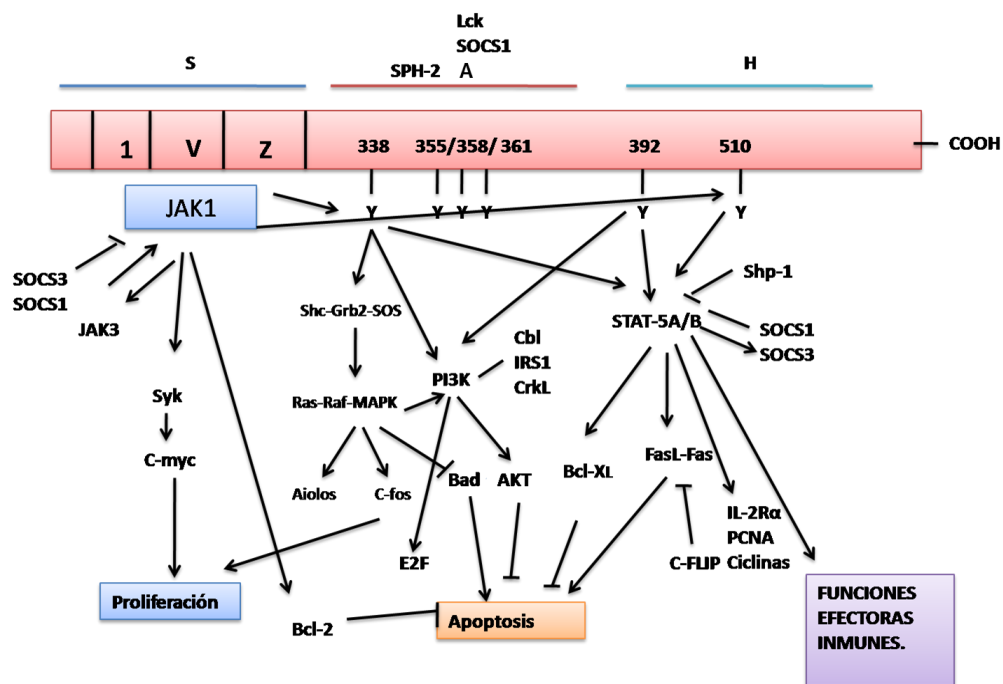 Lck
SOCS1
S
SPH-2 A
H
1 V Z 338 355/358/ 361 392 510 COOH
JAK1
Y Y Y Y Y Y
SOCS3
SOCS1
JAK3
Shp-1
Shc-Grb2-SOS
STAT-5A/B
SOCS1
SOCS3
Cbl
IRS1
CrkL
PI3K
Syk
Ras-Raf-MAPK
C-myc
FasL-Fas
Aiolos C-fos Bad AKT Bcl-XL
IL-2Rα
PCNA
Ciclinas
E2F
C-FLIP
Proliferación
Bcl-2
Apoptosis
FUNCIONES
EFECTORAS
INMUNES.